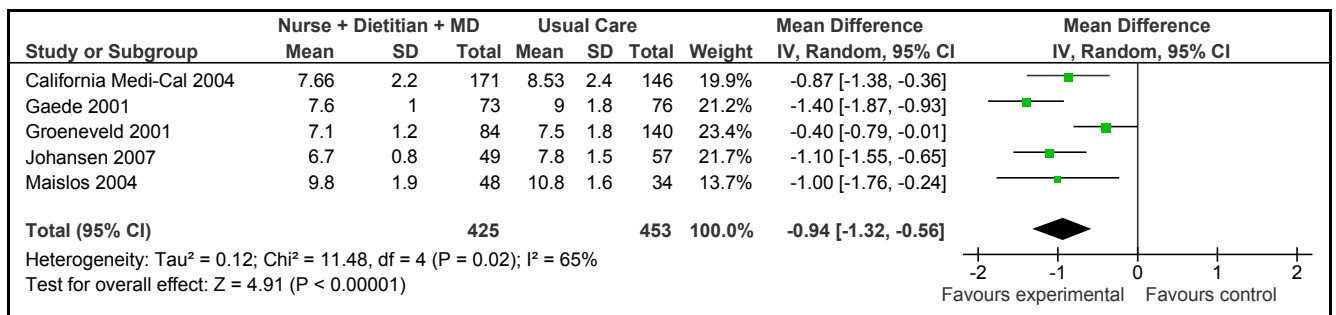 Nurse + Dietitian + MD Usual Care Mean Difference Mean Difference
Study or Subgroup Mean SD Total Mean SD Total Weight IV, Random, 95% CI IV, Random, 95% CI
California Medi-Cal 2004 7.66 2.2 171 8.53 2.4 146 19.9% -0.87 [-1.38, -0.36]
Gaede 2001 7.6 1 73 9 1.8 76 21.2% -1.40 [-1.87, -0.93]
Groeneveld 2001 7.1 1.2 84 7.5 1.8 140 23.4% -0.40 [-0.79, -0.01]
Johansen 2007 6.7 0.8 49 7.8 1.5 57 21.7% -1.10 [-1.55, -0.65]
Maislos 2004 9.8 1.9 48 10.8 1.6 34 13.7% -1.00 [-1.76, -0.24]
Total (95% CI) 425 453 100.0% -0.94 [-1.32, -0.56]
Heterogeneity: Tau² = 0.12; Chi² = 11.48, df = 4 (P = 0.02); I² = 65%
Test for overall effect: Z = 4.91 (P < 0.00001)
-2 -1 0 1 2
Favours experimental Favours control